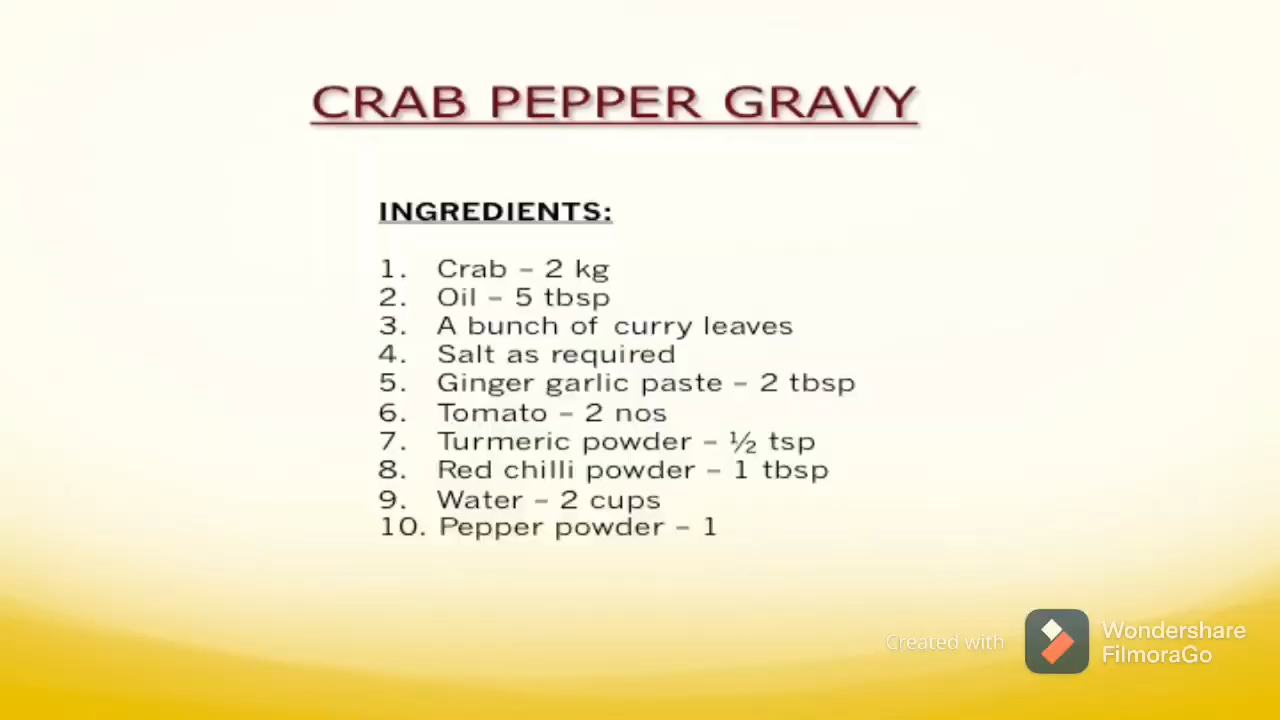 CRAB PEPPER GRAVY
INGREDIENTS:
1. Crab – 2 kg
2. Oil – 5 tbsp
3. A bunch of curry leaves
4. Salt as required
5. Ginger garlic paste – 2 tbsp
6. Tomato – 2 nos
7. Turmeric powder – ½ tsp
8. Red chilli powder – 1 tbsp
9. Water – 2 cups
10. Pepper powder – 1
Created with
Wondershare
FilmoraGo